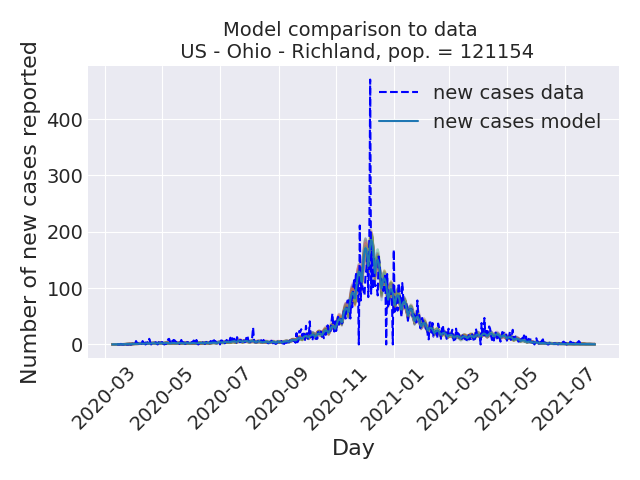 Model comparison to data
US - Ohio - Richland, pop. = 121154
Number of new cases reported
400
300
200
100
0
new cases data
new cases model
2020-03
2020-05
2020-07
2020-09
2020-11
2021-01
2021-03
2021-05
2021-07
Day